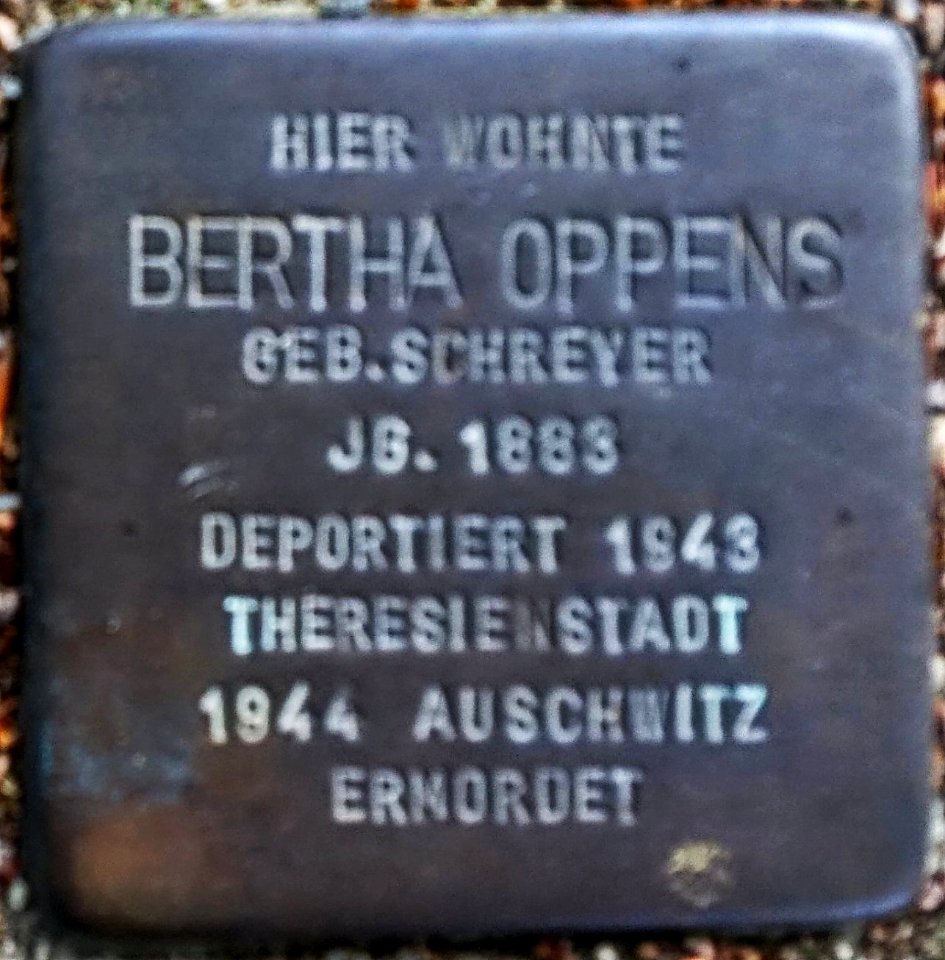 HIER WOHNTE
BERTHA OPPENS
GEB.SCHREYER
JG. 1888
DEPORTIERT 1943
THERESIENSTADT
1944 AUSCHWITZ
ERMORDET